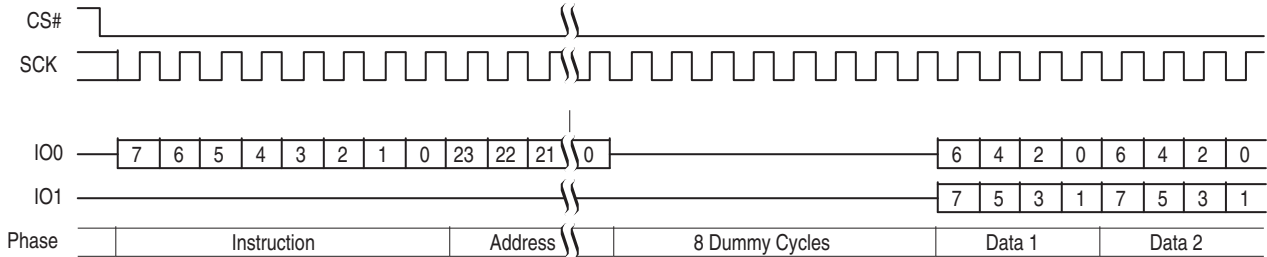 CS#
SCK
IO0 7 6 5 4 3 2 1 0 23 22 21 0 6 4 2 0 6 4 2 0
IO1 7 5 3 1 7 5 3 1
Phase Instruction Address 8 Dummy Cycles Data 1 Data 2